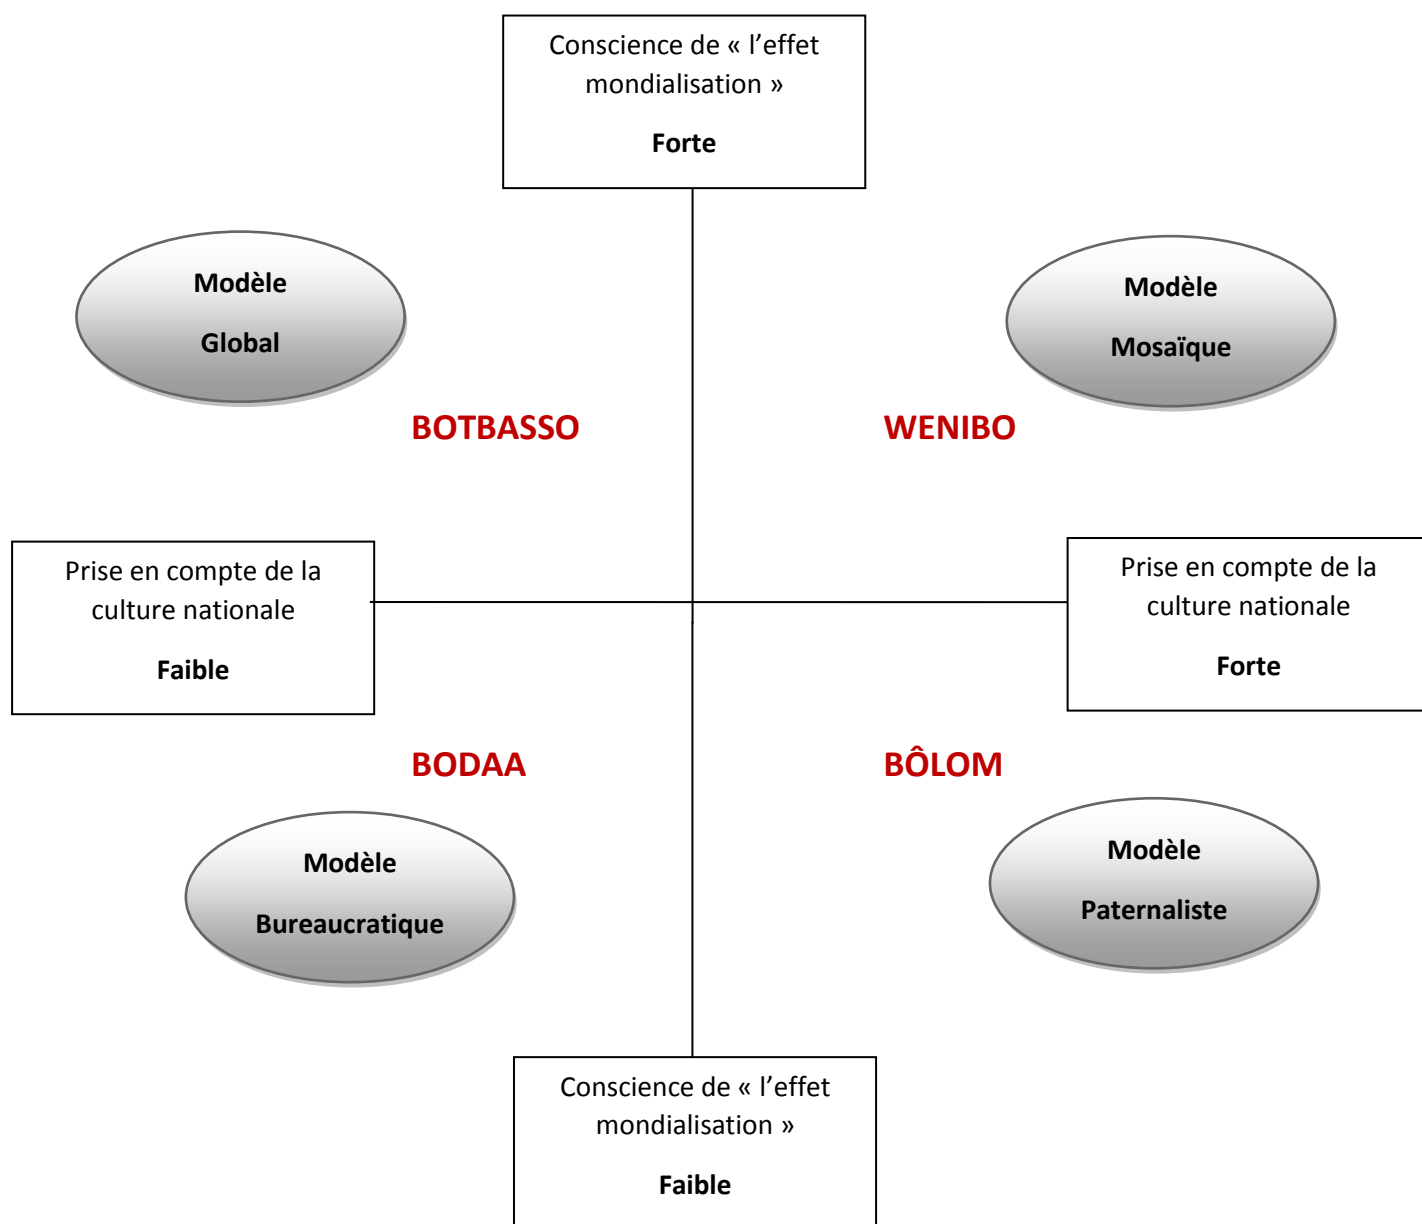 Conscience de « l’effet
mondialisation »
Forte
Modèle
Global
Modèle
Mosaïque
BOTBASSO
WENIBO
Prise en compte de la
culture nationale
Faible
Prise en compte de la
culture nationale
Forte
BODAA
BÔLOM
Modèle
Bureaucratique
Modèle
Paternaliste
Conscience de « l’effet
mondialisation »
Faible